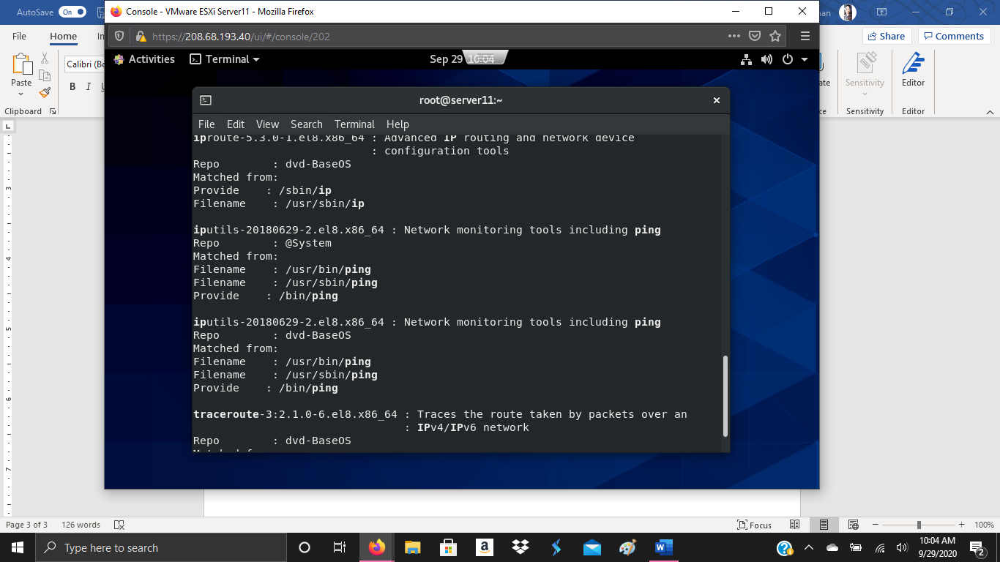 AutoSave On
Console - VMware ESXi Server11 - Mozilla Firefox
File Home
Share Comments
https://208.68.193.40/ui/#/console/202
Calibri (Bo
Paste
B I U
Clipboard
Sensitivity
Editor
Sensitivity
Editor
Activities Terminal Sep 29 10:04
root@server11:~
File Edit View Search Terminal Help
iproute-5.3.0-1.el8.x86_64 : Advanced IP routing and network device
: configuration tools
Repo : dvd-BaseOS
Matched from:
Provide : /sbin/ip
Filename : /usr/sbin/ip
iputils-20180629-2.el8.x86_64 : Network monitoring tools including ping
Repo : @System
Matched from:
Filename : /usr/bin/ping
Filename : /usr/sbin/ping
Provide : /bin/ping
iputils-20180629-2.el8.x86_64 : Network monitoring tools including ping
Repo : dvd-BaseOS
Matched from:
Filename : /usr/bin/ping
Filename : /usr/sbin/ping
Provide : /bin/ping
traceroute-3:2.1.0-6.el8.x86_64 : Traces the route taken by packets over an
: IPv4/IPv6 network
Repo : dvd-BaseOS
3
4
5
6
7
Page 3 of 3 126 words
Focus
100%
Type here to search
10:04 AM
9/29/2020
2